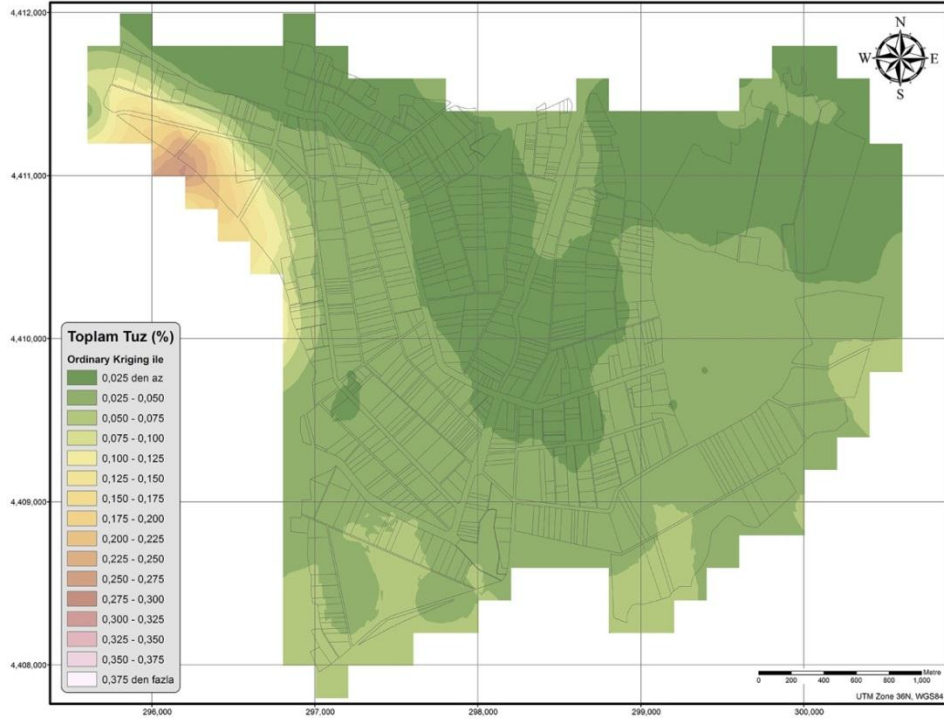 4,412,000
N
W
E
S
4,411,000
4,410,000
Toplam Tuz (%)
Ordinary Kriging ile
0,025 den az
0,025 - 0,050
0,050 - 0,075
0,075 - 0,100
0,100 - 0,125
0,125 - 0,150
0,150 - 0,175
0,175 - 0,200
0,200 - 0,225
0,225 - 0,250
0,250 - 0,275
0,275 - 0,300
0,300 - 0,325
0,325 - 0,350
0,350 - 0,375
0,375 den fazla
4,409,000
4,408,000
Metre
0 200 400 600 800 1,000
UTM Zone 36N, WGS84
296,000 297,000 298,000 299,000 300,000